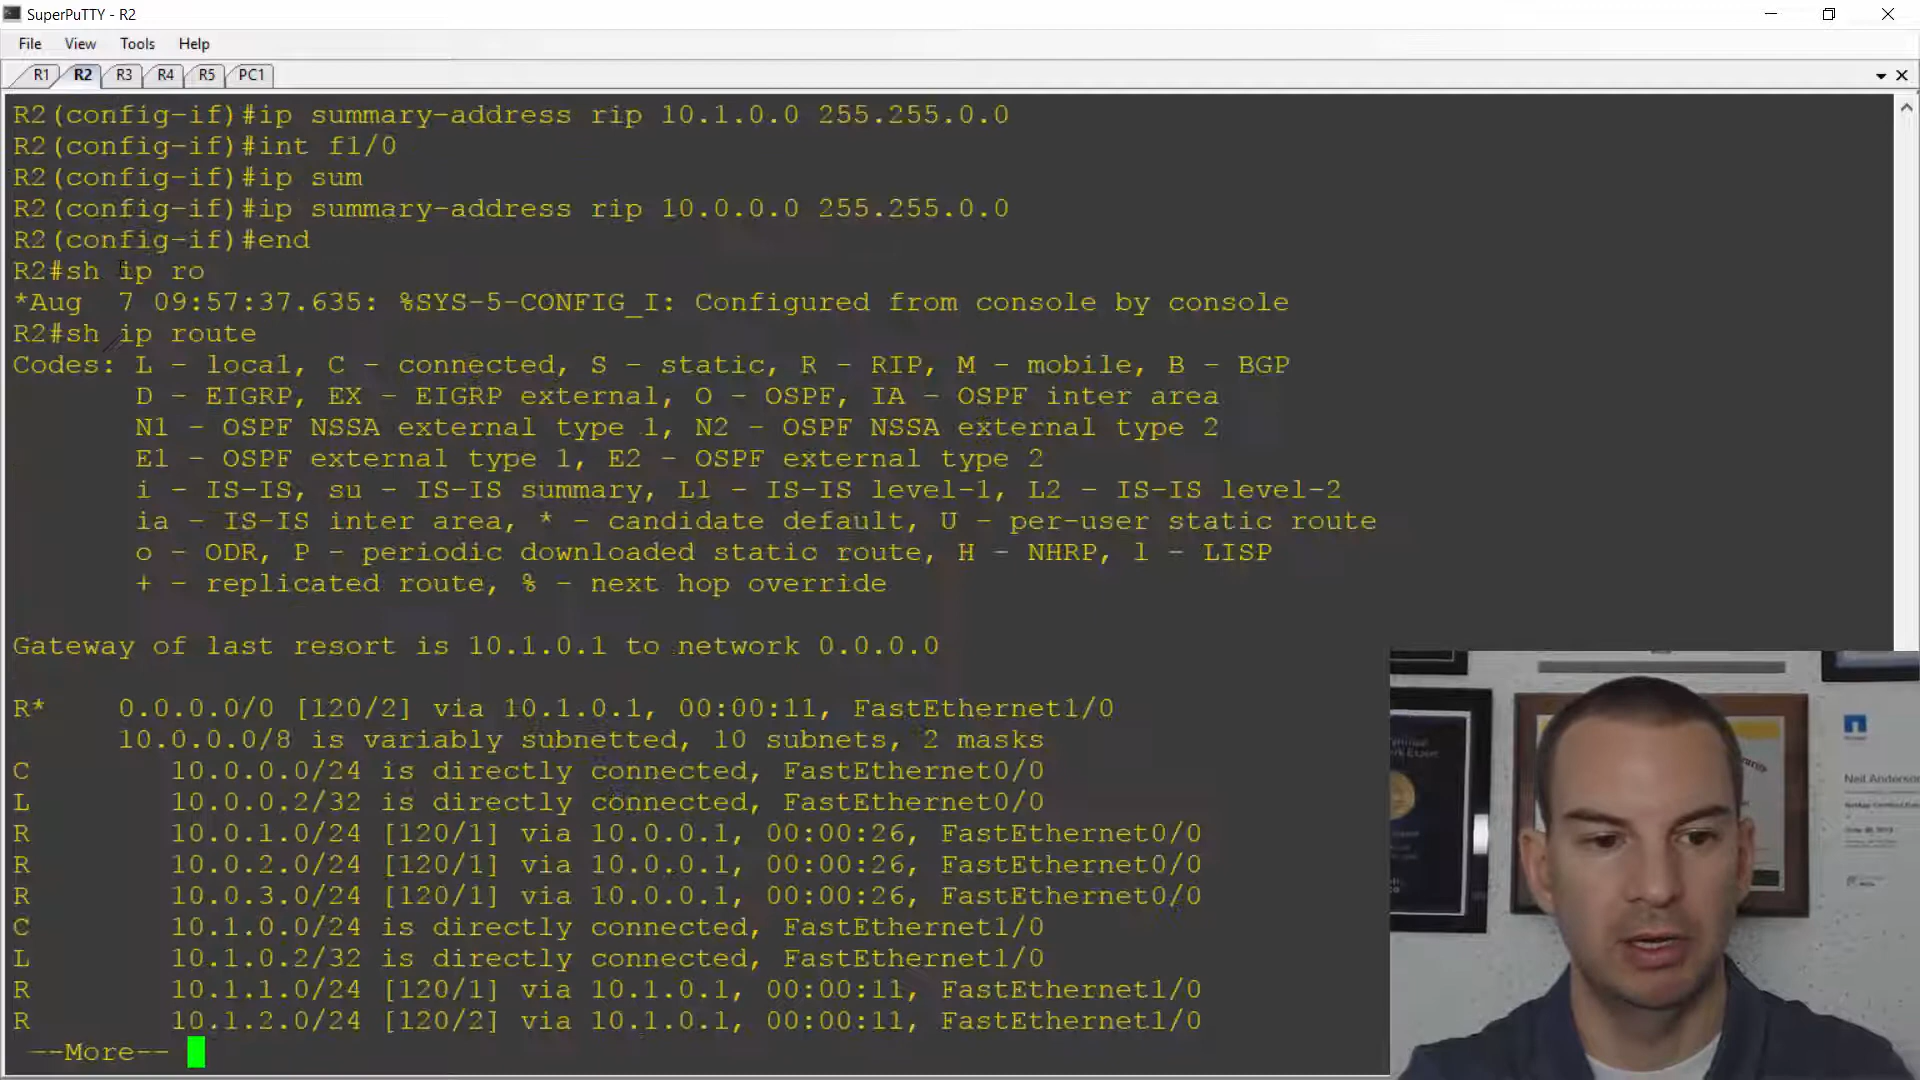 SuperPuTTY - R2
File View Tools Help
R1 R2 R3 R4 R5 PC1
R2(config-if)#ip summary-address rip 10.1.0.0 255.255.0.0
R2(config-if)#int f1/0
R2(config-if)#ip sum
R2(config-if)#ip summary-address rip 10.0.0.0 255.255.0.0
R2(config-if)#end
R2#sh ip ro
*Aug  7 09:57:37.635: %SYS-5-CONFIG_I: Configured from console by console
R2#sh ip route
Codes: L - local, C - connected, S - static, R - RIP, M - mobile, B - BGP
D - EIGRP, EX - EIGRP external, O - OSPF, IA - OSPF inter area
N1 - OSPF NSSA external type 1, N2 - OSPF NSSA external type 2
E1 - OSPF external type 1, E2 - OSPF external type 2
i - IS-IS, su - IS-IS summary, L1 - IS-IS level-1, L2 - IS-IS level-2
ia - IS-IS inter area, * - candidate default, U - per-user static route
o - ODR, P - periodic downloaded static route, H - NHRP, l - LISP
+ - replicated route, % - next hop override
Gateway of last resort is 10.1.0.1 to network 0.0.0.0
R*    0.0.0.0/0 [120/2] via 10.1.0.1, 00:00:11, FastEthernet1/0
10.0.0.0/8 is variably subnetted, 10 subnets, 2 masks
C        10.0.0.0/24 is directly connected, FastEthernet0/0
L        10.0.0.2/32 is directly connected, FastEthernet0/0
R        10.0.1.0/24 [120/1] via 10.0.0.1, 00:00:26, FastEthernet0/0
R        10.0.2.0/24 [120/1] via 10.0.0.1, 00:00:26, FastEthernet0/0
R        10.0.3.0/24 [120/1] via 10.0.0.1, 00:00:26, FastEthernet0/0
C        10.1.0.0/24 is directly connected, FastEthernet1/0
L        10.1.0.2/32 is directly connected, FastEthernet1/0
R        10.1.1.0/24 [120/1] via 10.1.0.1, 00:00:11, FastEthernet1/0
R        10.1.2.0/24 [120/2] via 10.1.0.1, 00:00:11, FastEthernet1/0
--More--
Neil Anderson